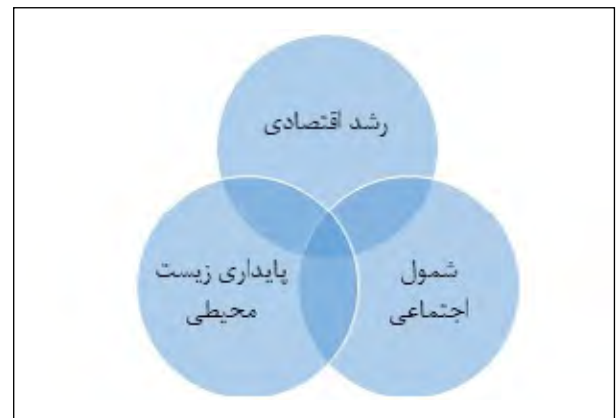 رشد اقتصادی
شمول
اجتماعی
پایداری زیست
محیطی